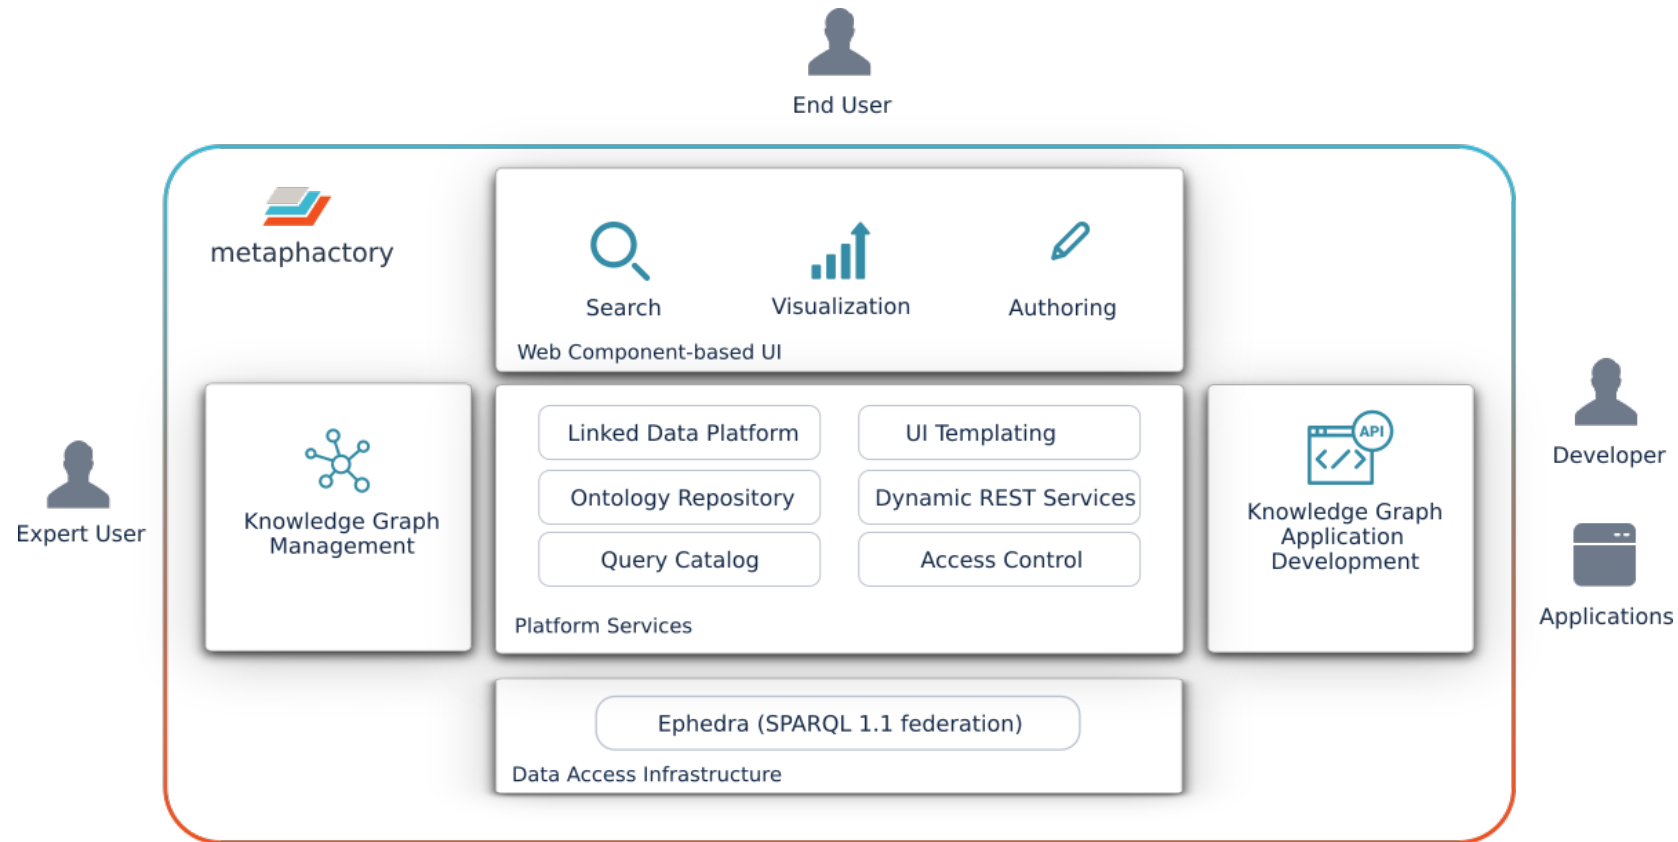 End User
metaphactory
Search
Visualization
Authoring
Web Component-based UI
Expert User
Knowledge Graph
Management
Linked Data Platform
UI Templating
Ontology Repository
Dynamic REST Services
Query Catalog
Access Control
Platform Services
API
Knowledge Graph
Application
Development
Developer
Applications
Ephedra (SPARQL 1.1 federation)
Data Access Infrastructure